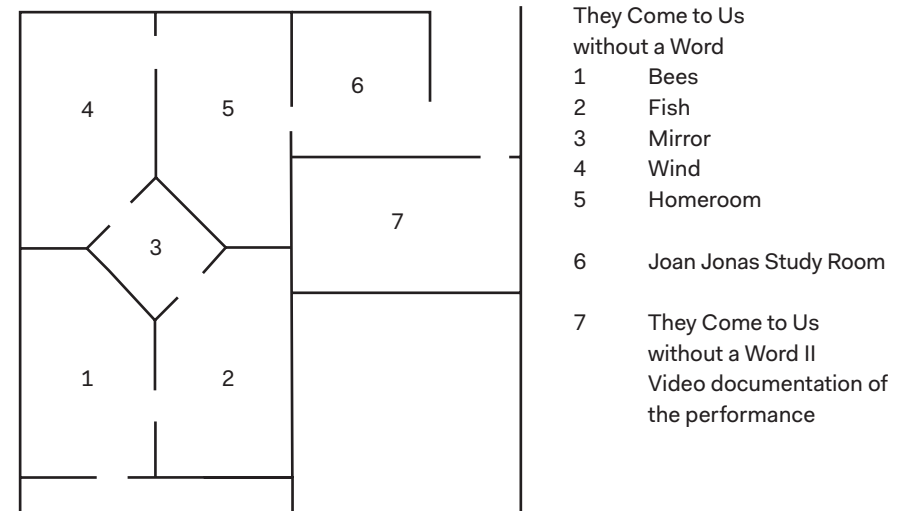 They Come to Us
without a Word
1 Bees
2 Fish
3 Mirror
4 Wind
5 Homeroom
6 Joan Jonas Study Room
7 They Come to Us
without a Word II
Video documentation of
the performance
4
5
6
7
3
1
2